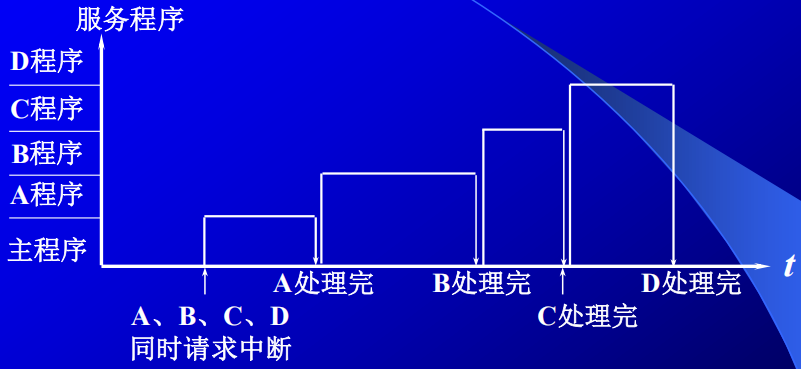 服务程序
D程序
C程序
B程序
A程序
主程序
t
A处理完
B处理完
D处理完
A、B、C、D
同时请求中断
C处理完